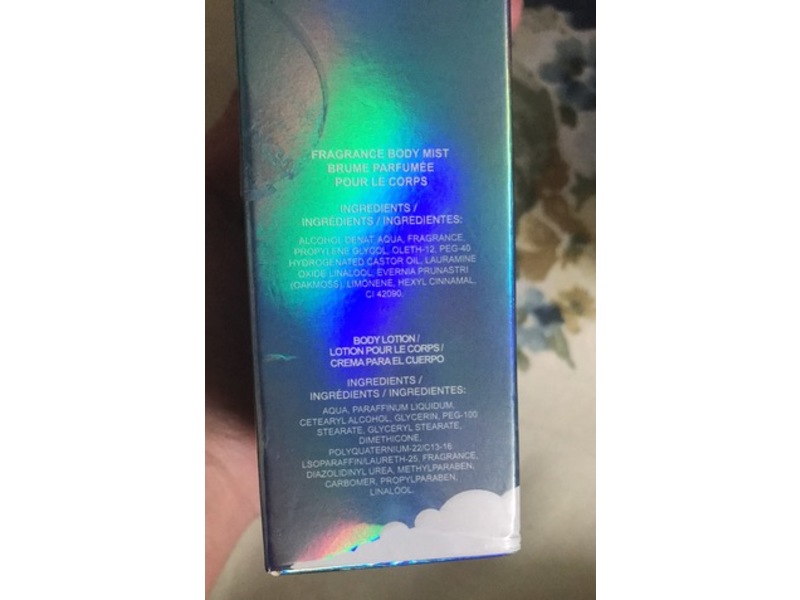 FRAGRANCE BODY MIST
BRUME PARFUMÉE
POUR LE CORPS
INGREDIENTS /
INGRÉDIENTS / INGREDIENTES:
ALCOHOL DENAT AQUA, FRAGRANCE,
PROPYLENE GLYCOL, OLETH-12, PEG-40
HYDROGENATED CASTOR OIL, LAURAMINE
OXIDE LINALOOL, EVERNIA PRUNASTRI
(OAKMOSS), LIMONENE, HEXYL CINNAMAL,
CI 42090.
BODY LOTION /
LOTION POUR LE CORPS /
CREMA PARA EL CUERPO
INGREDIENTS /
INGRÉDIENTS / INGREDIENTES:
AQUA, PARAFFINUM LIQUIDUM,
CETEARYL ALCOHOL, GLYCERIN, PEG-100
STEARATE, GLYCERYL STEARATE,
DIMETHICONE,
POLYQUATERNIUM-22/C13-16
LSOPARAFFIN/LAURETH-25, FRAGRANCE,
DIAZOLIDINYL UREA, METHYLPARABEN,
CARBOMER, PROPYLPARABEN,
LINALOOL.